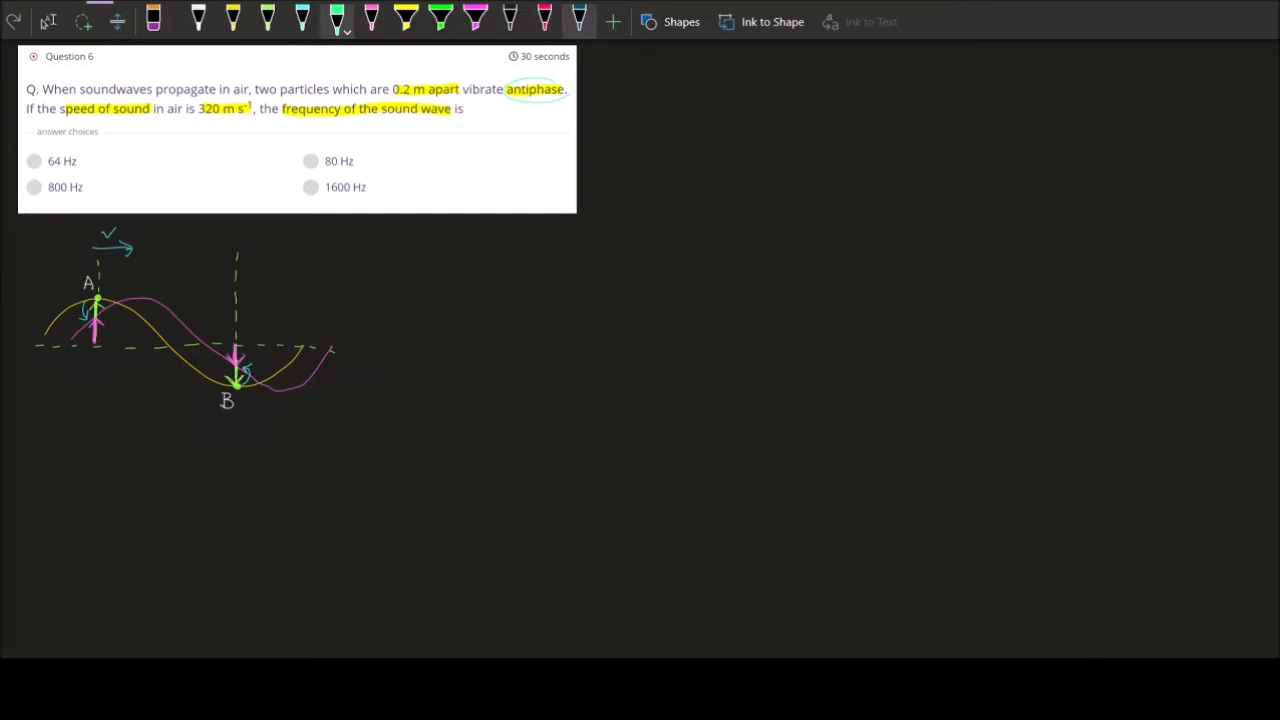 Shapes
Ink to Shape
Ink to Text
Question 6
30 seconds
Q. When soundwaves propagate in air, two particles which are 0.2 m apart vibrate antiphase.
If the speed of sound in air is 320 m s⁻¹, the frequency of the sound wave is
answer choices
64 Hz
80 Hz
800 Hz
1600 Hz
V
A
B